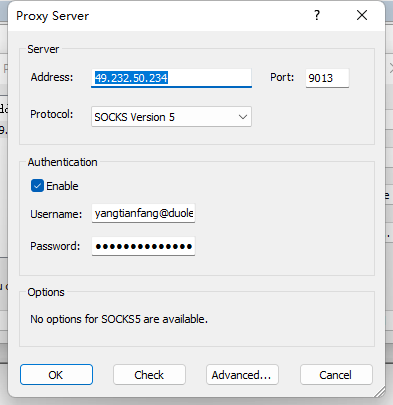 Proxy Server
?
Server
Address: 49.232.50.234 Port: 9013
Protocol: SOCKS Version 5
Authentication
Enable
Username: yangtianfang@duole
Password: ●●●●●●●●●●●●●●
Options
No options for SOCKS5 are available.
OK Check Advanced... Cancel